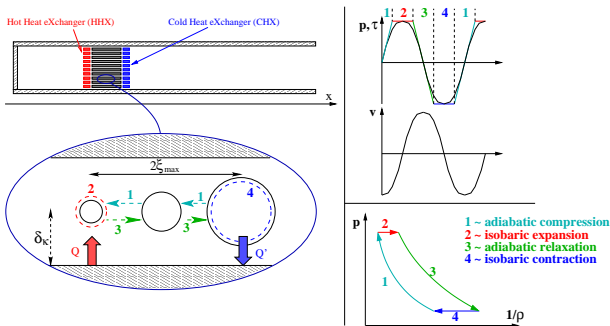 Hot Heat eXchanger (HHX)
Cold Heat eXchanger (CHX)
x
2ξmax
2
1
1
4
3
3
δκ
Q
Q'
p, τ
1
2
3
4
1
t
v
t
p
2
3
1
4
1/ρ
1 ~ adiabatic compression
2 ~ isobaric expansion
3 ~ adiabatic relaxation
4 ~ isobaric contraction